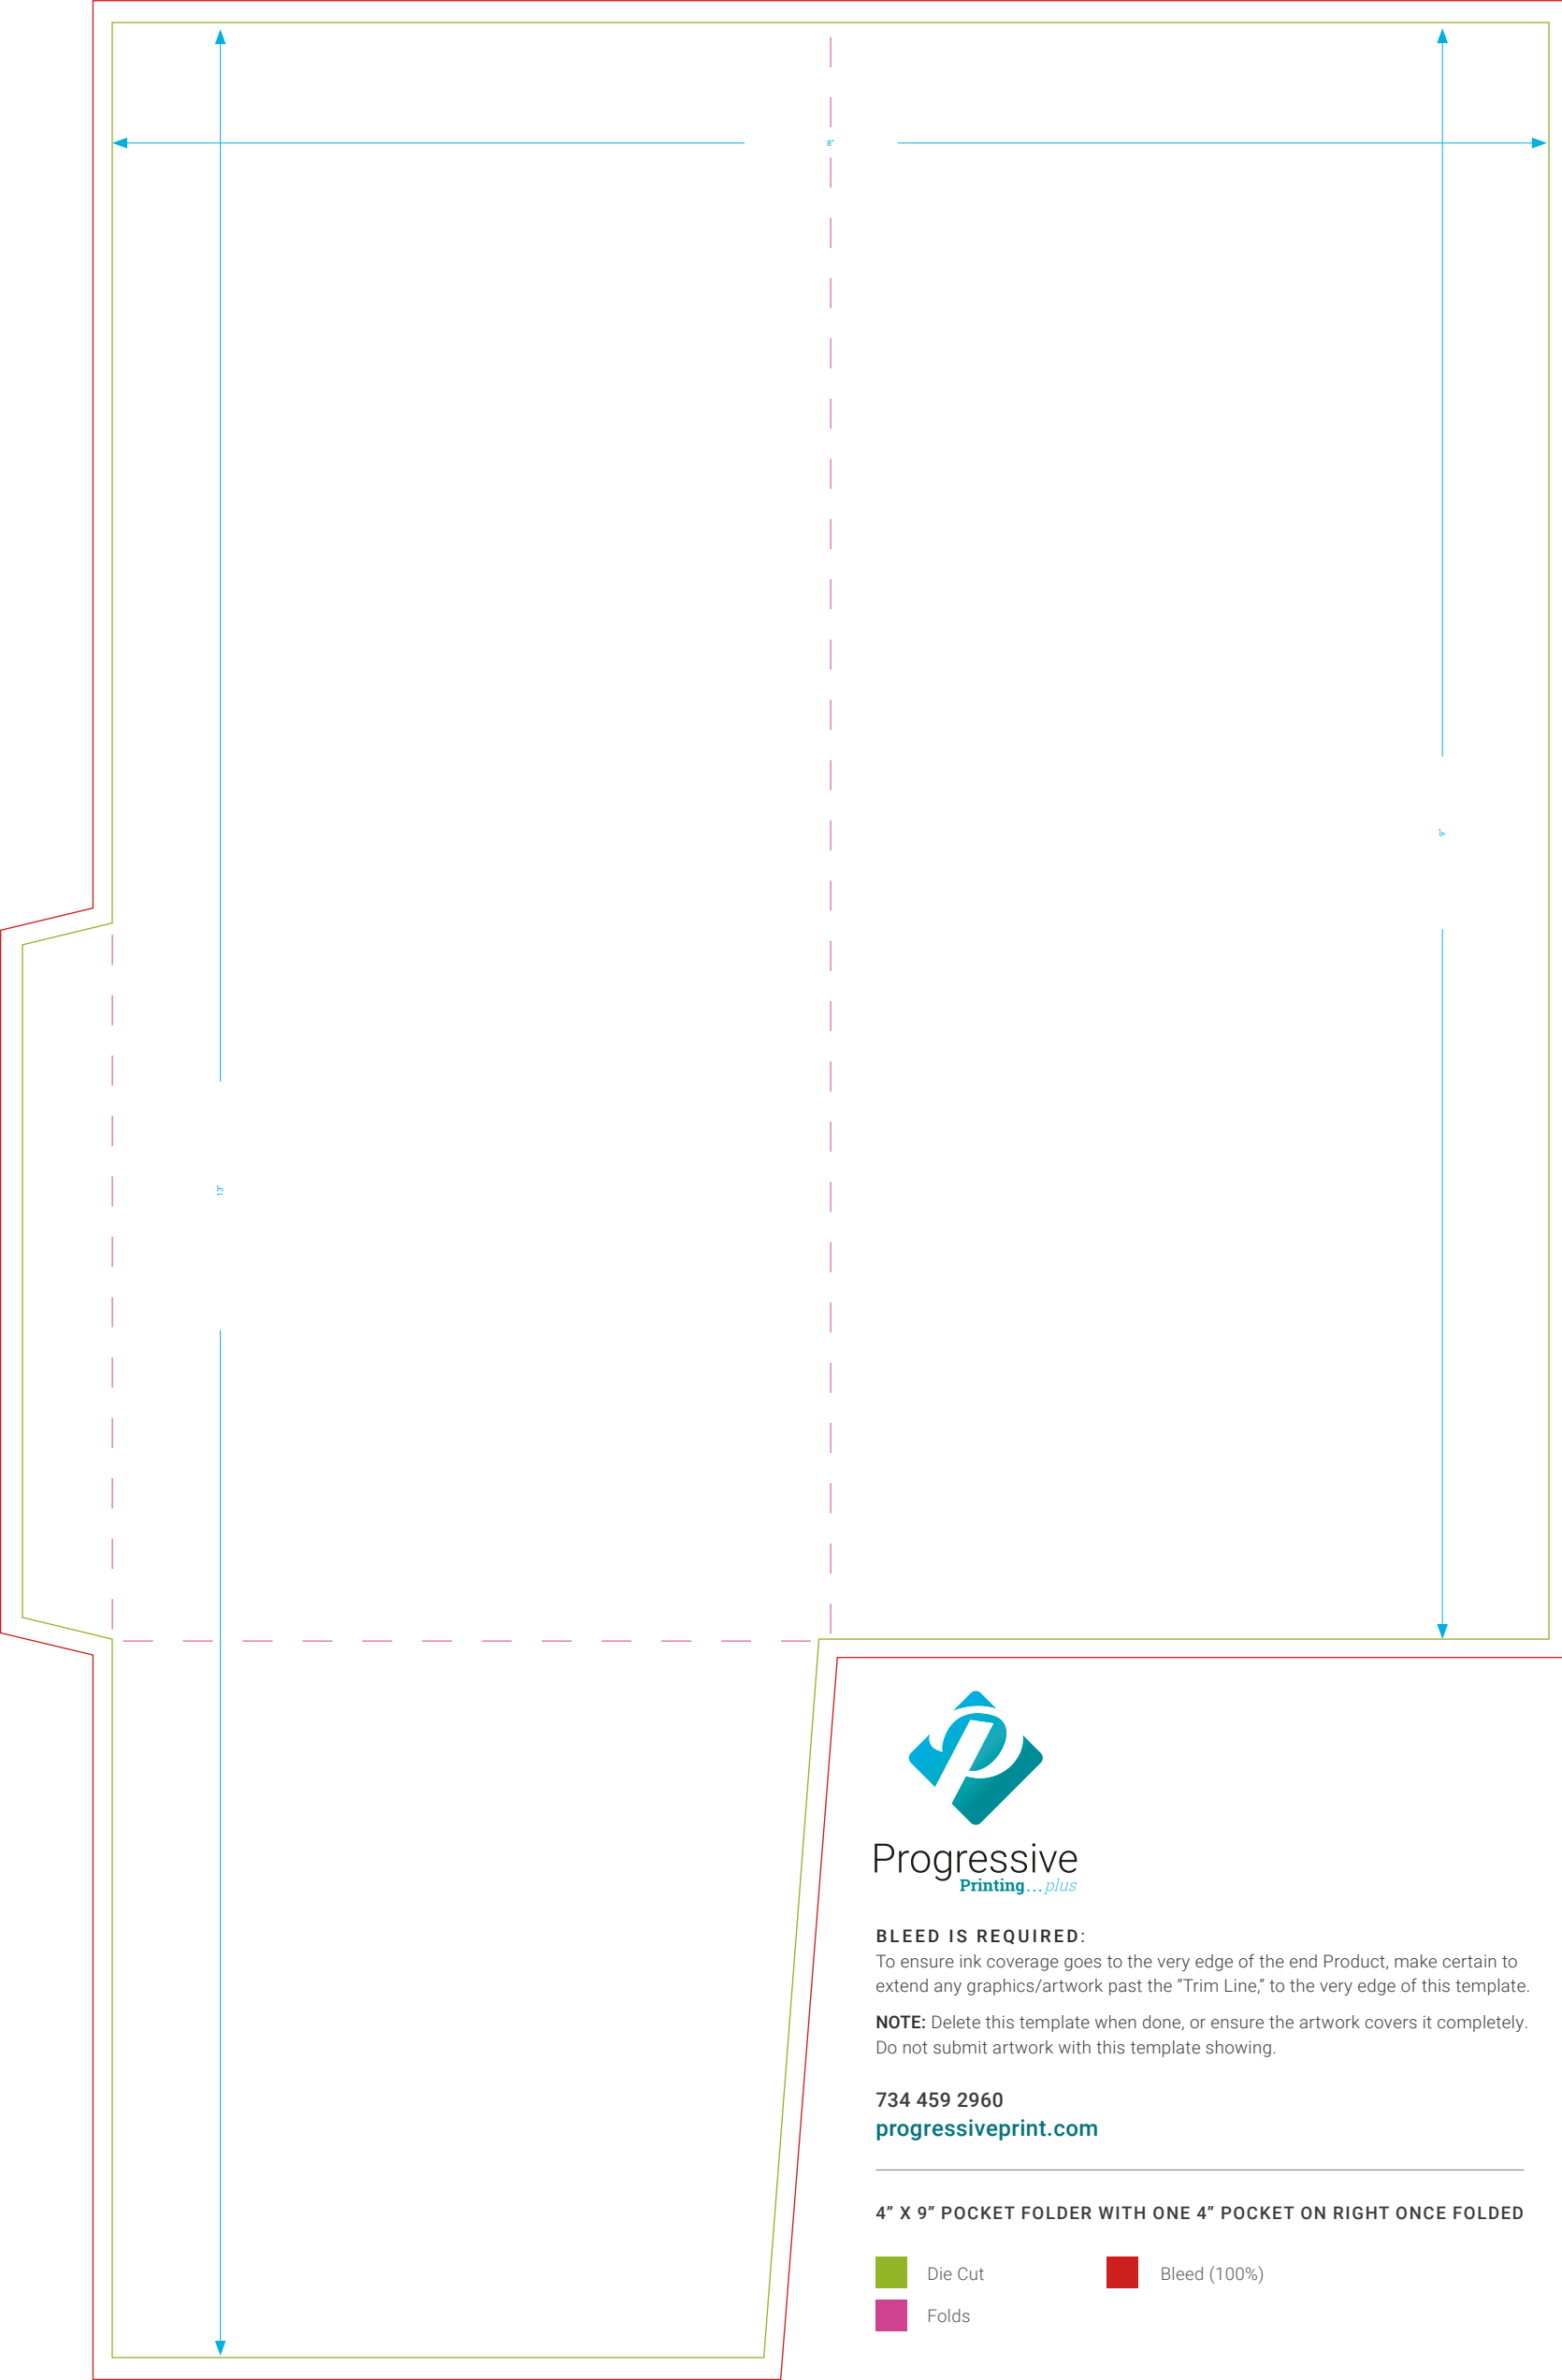 8"
9"
13"
Progressive
Printing...plus
BLEED IS REQUIRED:
To ensure ink coverage goes to the very edge of the end Product, make certain to
extend any graphics/artwork past the “Trim Line,” to the very edge of this template.
NOTE: Delete this template when done, or ensure the artwork covers it completely.
Do not submit artwork with this template showing.
734 459 2960
progressiveprint.com
4” X 9” POCKET FOLDER WITH ONE 4” POCKET ON RIGHT ONCE FOLDED
Die Cut
Bleed (100%)
Folds